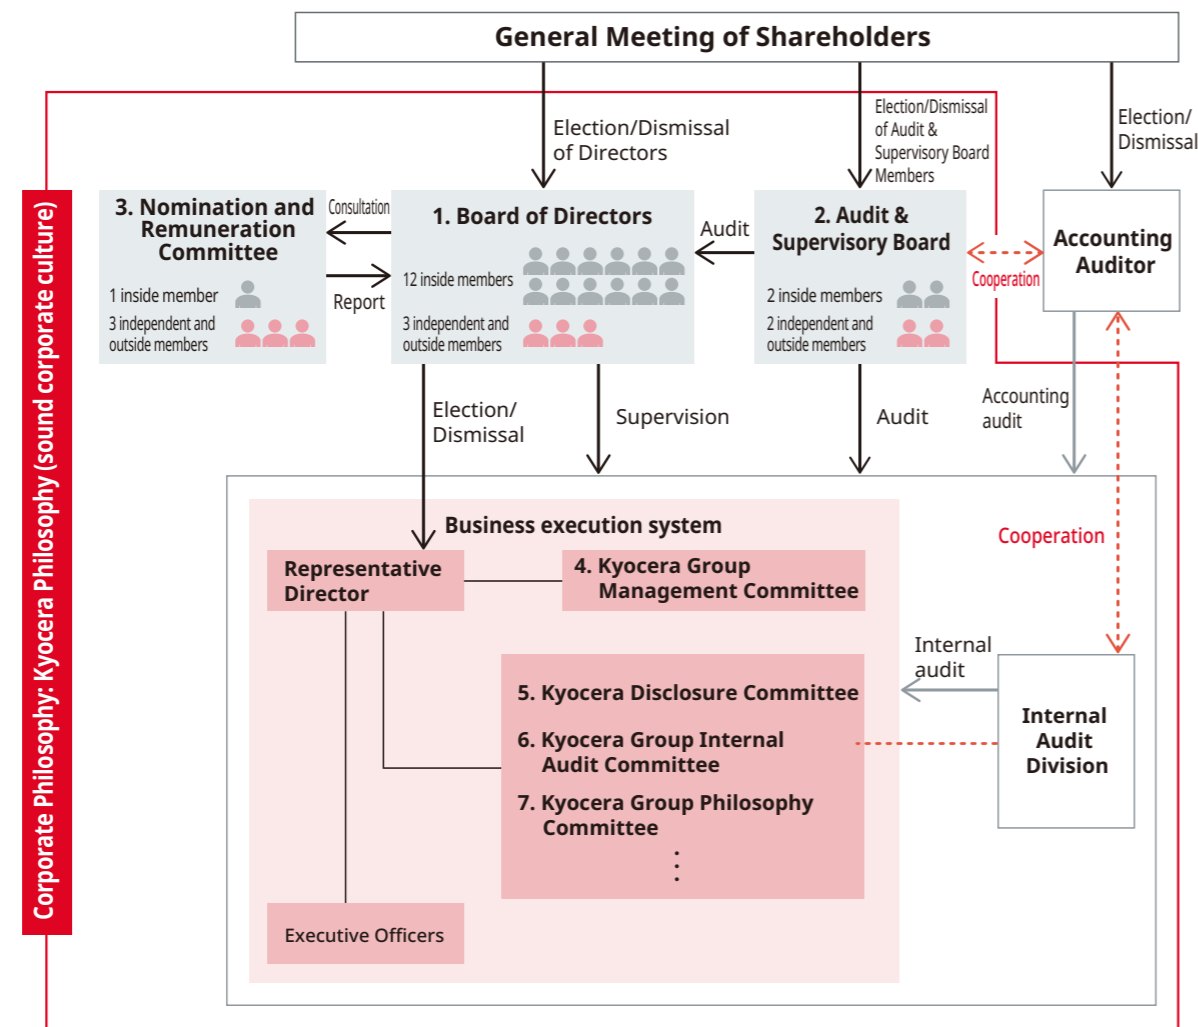 General Meeting of Shareholders
Election/Dismissal
of Directors
Election/Dismissal
of Audit &
Supervisory Board
Members
Election/
Dismissal
Corporate Philosophy: Kyocera Philosophy (sound corporate culture)
3. Nomination and
Remuneration
Committee
1 inside member
3 independent and
outside members
Consultation
Report
1. Board of Directors
12 inside members
3 independent and
outside members
Audit
2. Audit &
Supervisory Board
2 inside members
2 independent and
outside members
Cooperation
Accounting
Auditor
Election/
Dismissal
Supervision
Audit
Accounting
audit
Cooperation
Business execution system
Representative
Director
4. Kyocera Group
Management Committee
5. Kyocera Disclosure Committee
6. Kyocera Group Internal
Audit Committee
7. Kyocera Group Philosophy
Committee
Internal
audit
Internal
Audit
Division
Executive Officers